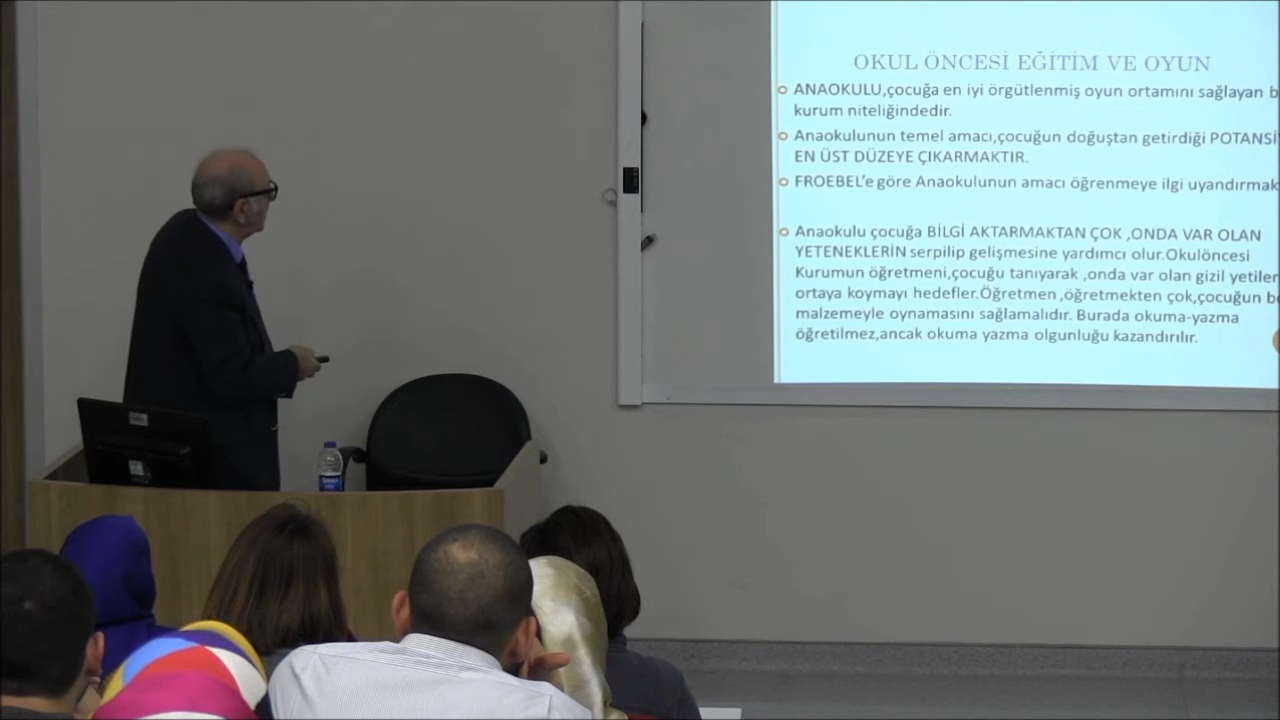 OKUL ÖNCESİ EĞİTİM VE OYUN
ANAOKULU,çocuğa en iyi örgütlenmiş oyun ortamını sağlayan b
kurum niteliğindedir.
Anaokulunun temel amacı,çocuğun doğuştan getirdiği POTANSİ
EN ÜST DÜZEYE ÇIKARMAKTIR.
FROEBEL'e göre Anaokulunun amacı öğrenmeye ilgi uyandırmak
Anaokulu çocuğa BİLGİ AKTARMAKTAN ÇOK ,ONDA VAR OLAN
YETENEKLERİN serpilip gelişmesine yardımcı olur.Okulöncesi
Kurumun öğretmeni,çocuğu tanıyarak ,onda var olan gizil yetiler
ortaya koymayı hedefler.Öğretmen ,öğretmekten çok,çocuğun b
malzemeyle oynamasını sağlamalıdır. Burada okuma-yazma
öğretilmez,ancak okuma yazma olgunluğu kazandırılır.